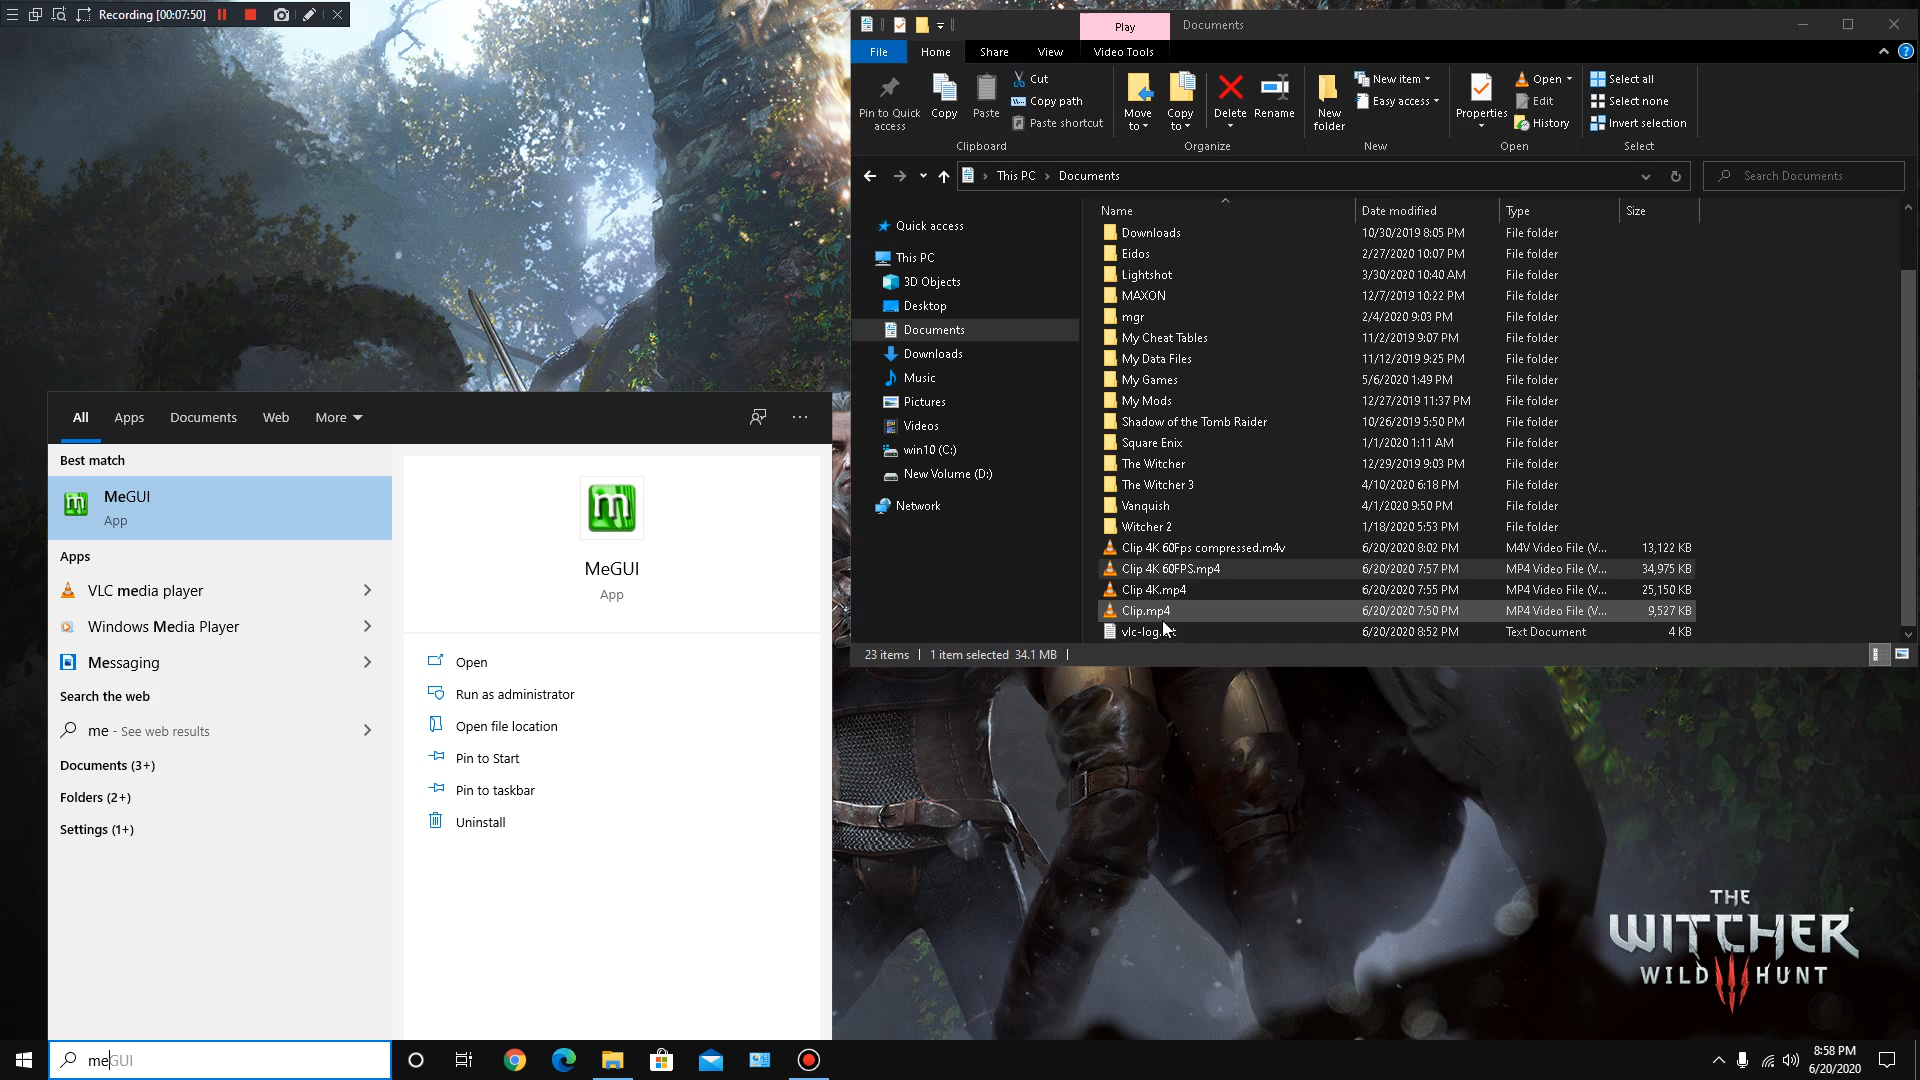 Recording [00:07:50]
Play
Documents
File
Home
Share
View
Video Tools
Pin to Quick access
Copy
Paste
Cut
Copy path
Paste shortcut
Clipboard
Move to
Copy to
Delete
Rename
Organize
New folder
New item
Easy access
New
Properties
Open
Edit
History
Open
Select all
Select none
Invert selection
Select
This PC > Documents
Search Documents
Quick access
This PC
3D Objects
Desktop
Documents
Downloads
Music
Pictures
Videos
win10 (C:)
New Volume (D:)
Network
Name Date modified Type Size
Downloads 10/30/2019 8:05 PM File folder
Eidos 2/27/2020 10:07 PM File folder
Lightshot 3/30/2020 10:40 AM File folder
MAXON 12/7/2019 10:22 PM File folder
mgr 2/4/2020 9:03 PM File folder
My Cheat Tables 11/2/2019 9:07 PM File folder
My Data Files 11/12/2019 9:25 PM File folder
My Games 5/6/2020 1:49 PM File folder
My Mods 12/27/2019 11:37 PM File folder
Shadow of the Tomb Raider 10/26/2019 5:50 PM File folder
Square Enix 1/1/2020 1:11 AM File folder
The Witcher 12/29/2019 9:03 PM File folder
The Witcher 3 4/10/2020 6:18 PM File folder
Vanquish 4/1/2020 9:50 PM File folder
Witcher 2 1/18/2020 5:53 PM File folder
Clip 4K 60Fps compressed.m4v 6/20/2020 8:02 PM M4V Video File (V... 13,122 KB
Clip 4K 60FPS.mp4 6/20/2020 7:57 PM MP4 Video File (V... 34,975 KB
Clip 4K.mp4 6/20/2020 7:55 PM MP4 Video File (V... 25,150 KB
Clip.mp4 6/20/2020 7:50 PM MP4 Video File (V... 9,527 KB
vlc-log.txt 6/20/2020 8:52 PM Text Document 4 KB
23 items 1 item selected 34.1 MB
All Apps Documents Web More
Best match
MeGUI
App
Apps
VLC media player
Windows Media Player
Messaging
Search the web
me - See web results
Documents (3+)
Folders (2+)
Settings (1+)
MeGUI
App
Open
Run as administrator
Open file location
Pin to Start
Pin to taskbar
Uninstall
THE
WITCHER
WILD HUNT
meGUI
8:58 PM
6/20/2020